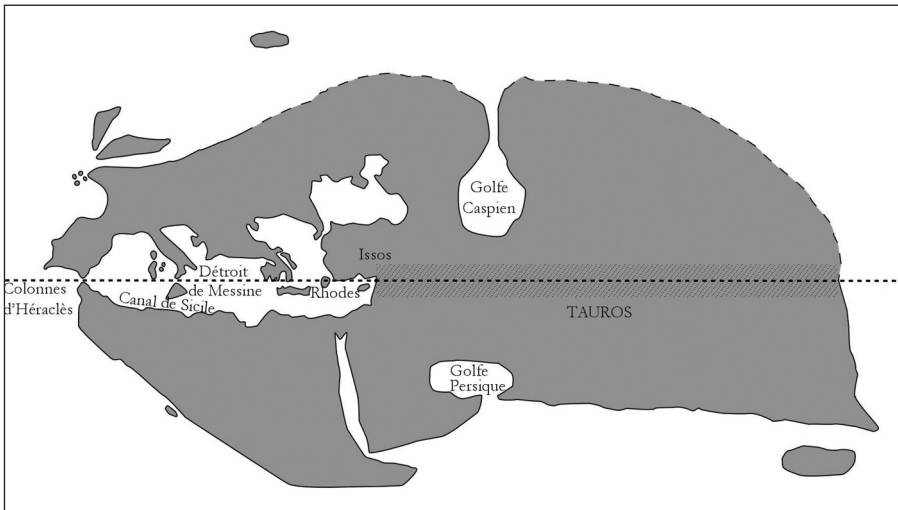 Golfe
Caspien
Issos
Colonnes
d'Héraclès
Détroit
de Messine
Canal de Sicile
Rhodes
TAUROS
Golfe
Persique